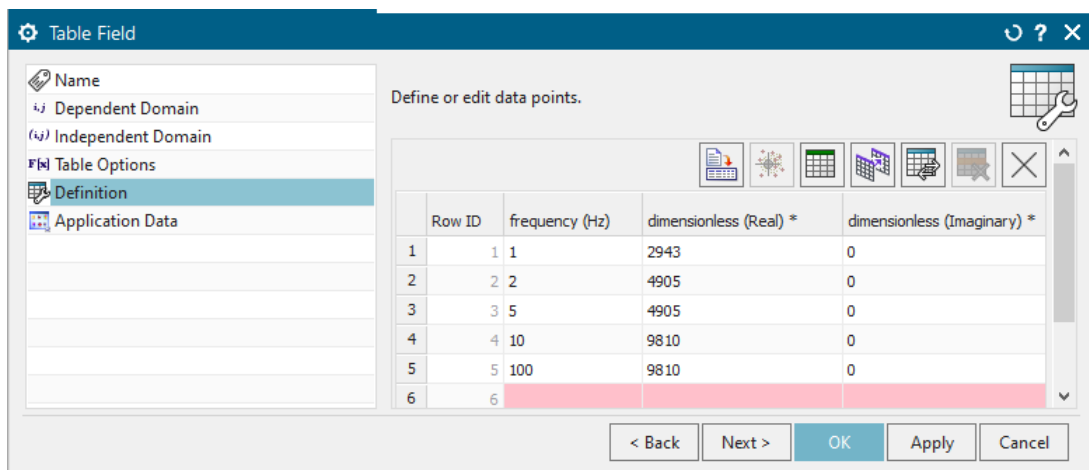 Table Field
?
Name
i,j Dependent Domain
(i,j) Independent Domain
F[x] Table Options
Definition
Application Data
Define or edit data points.
Row ID frequency (Hz) dimensionless (Real) * dimensionless (Imaginary) *
1 1 1 2943 0
2 2 2 4905 0
3 3 5 4905 0
4 4 10 9810 0
5 5 100 9810 0
6 6
< Back Next > OK Apply Cancel